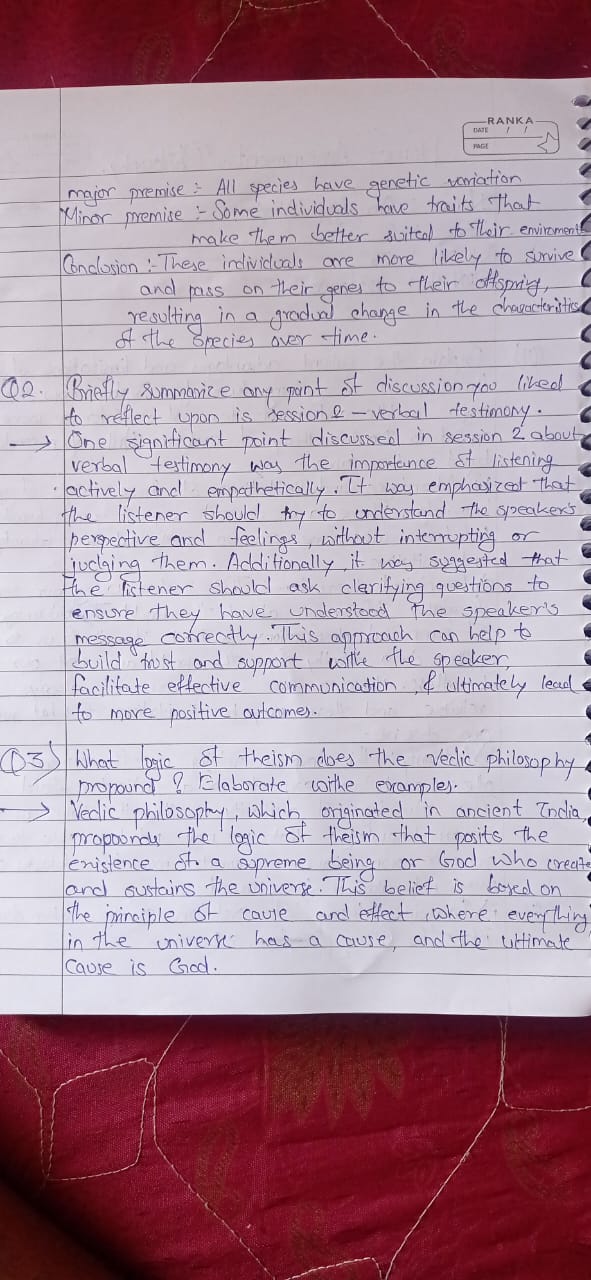 RANKA
DATE / /
PAGE
major premise :- All species have genetic variation
Minor premise :- Some individuals have traits that
make them better suited to their enviroment
Conclusion :- These individuals are more likely to survive
and pass on their genes to their offspring,
resulting in a gradual change in the characteristics
of the species over time.
Q2. Briefly summarize any point of discussion you liked
to reflect upon is session 2 - verbal testimony.
→ One significant point discussed in session 2 about
verbal testimony was the importance of listening
actively and empathetically. It was emphasized that
the listener should try to understand the speaker's
perspective and feelings, without interrupting or
judging them. Additionally, it was suggested that
the listener should ask clarifying questions to
ensure they have understood the speaker's
message correctly. This approach can help to
build trust and support withe the speaker,
facilitate effective communication, & ultimately lead
to more positive outcomes.
Q3) What logic of theism does the Vedic philosophy
propound? Elaborate withe examples.
→ Vedic philosophy, which originated in ancient India,
propounds the logic of theism that posits the
existence of a supreme being or God who create
and sustains the universe. This belief is based on
the principle of cause and effect, where everything
in the universe has a cause, and the ultimate
cause is God.